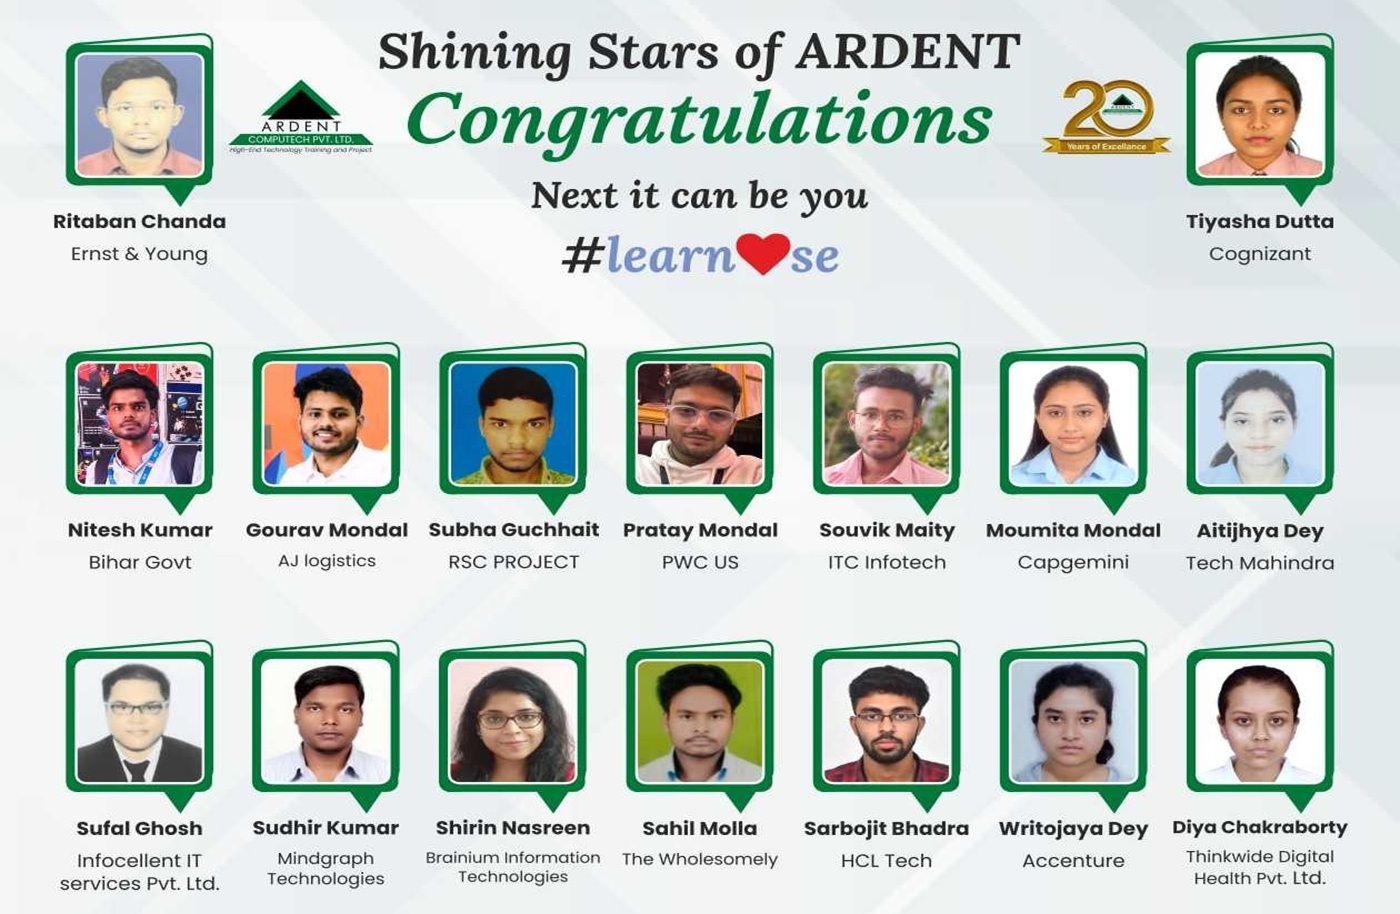 Shining Stars of ARDENT
Congratulations
Next it can be you
#learn❤se
ARDENT
COMPUTECH PVT. LTD.
High-End Technology Training and Project
20
ARDENT
Years of Excellence
Ritaban Chanda
Ernst & Young
Tiyasha Dutta
Cognizant
Nitesh Kumar
Bihar Govt
Gourav Mondal
AJ logistics
Subha Guchhait
RSC PROJECT
Pratay Mondal
PWC US
Souvik Maity
ITC Infotech
Moumita Mondal
Capgemini
Aitijhya Dey
Tech Mahindra
Sufal Ghosh
Infocellent IT
services Pvt. Ltd.
Sudhir Kumar
Mindgraph
Technologies
Shirin Nasreen
Brainium Information
Technologies
Sahil Molla
The Wholesomely
Sarbojit Bhadra
HCL Tech
Writojaya Dey
Accenture
Diya Chakraborty
Thinkwide Digital
Health Pvt. Ltd.